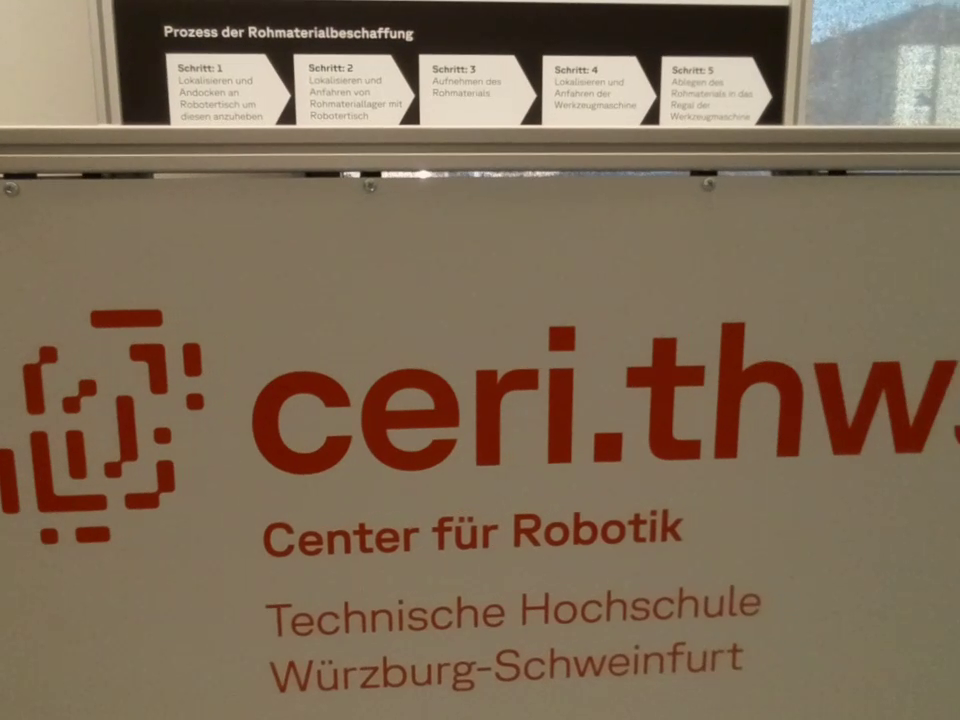 Prozess der Rohmaterialbeschaffung
Schritt: 1
Lokalisieren und
Andocken an
Robotertisch um
diesen anzuheben
Schritt: 2
Lokalisieren und
Anfahren von
Rohmateriallager mit
Robotertisch
Schritt: 3
Aufnehmen des
Rohmaterials
Schritt: 4
Lokalisieren und
Anfahren der
Werkzeugmaschine
Schritt: 5
Ablegen des
Rohmaterials in das
Regal der
Werkzeugmaschine
ceri.thws
Center für Robotik
Technische Hochschule
Würzburg-Schweinfurt